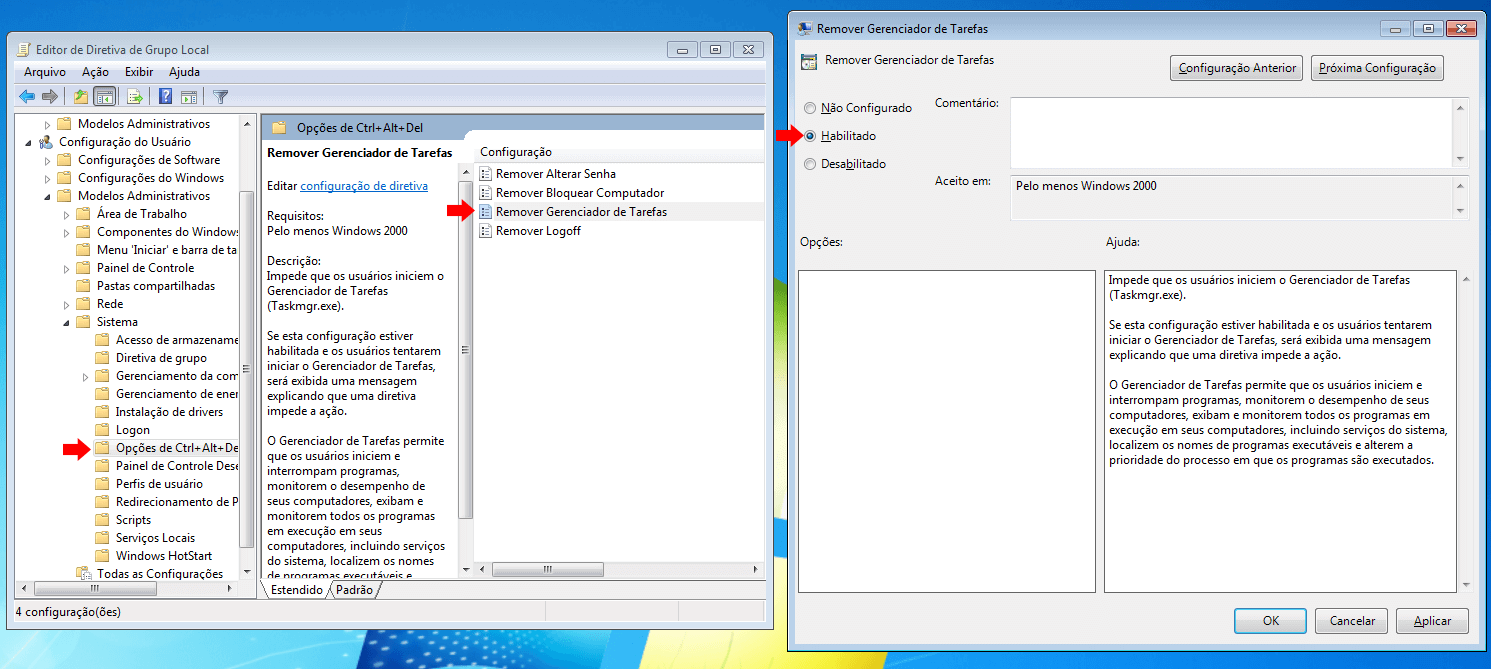 Editor de Diretiva de Grupo Local
Arquivo Ação Exibir Ajuda
Modelos Administrativos
Configuração do Usuário
Configurações de Software
Configurações do Windows
Modelos Administrativos
Área de Trabalho
Componentes do Windows
Menu 'Iniciar' e barra de ta
Painel de Controle
Pastas compartilhadas
Rede
Sistema
Acesso de armazename
Diretiva de grupo
Gerenciamento da com
Gerenciamento de ener
Instalação de drivers
Logon
Opções de Ctrl+Alt+De
Painel de Controle Dese
Perfis de usuário
Redirecionamento de P
Scripts
Serviços Locais
Windows HotStart
Todas as Configurações
Opções de Ctrl+Alt+Del
Remover Gerenciador de Tarefas
Editar configuração de diretiva
Requisitos:
Pelo menos Windows 2000
Descrição:
Impede que os usuários iniciem o
Gerenciador de Tarefas
(Taskmgr.exe).
Se esta configuração estiver
habilitada e os usuários tentarem
iniciar o Gerenciador de Tarefas,
será exibida uma mensagem
explicando que uma diretiva
impede a ação.
O Gerenciador de Tarefas permite
que os usuários iniciem e
interrompam programas,
monitorem o desempenho de
seus computadores, exibam e
monitorem todos os programas
em execução em seus
computadores, incluindo serviços
do sistema, localizem os nomes
de programas executáveis e
Configuração
Remover Alterar Senha
Remover Bloquear Computador
Remover Gerenciador de Tarefas
Remover Logoff
Estendido Padrão
4 configuração(ões)
Remover Gerenciador de Tarefas
Remover Gerenciador de Tarefas
Configuração Anterior Próxima Configuração
Não Configurado
Habilitado
Desabilitado
Comentário:
Aceito em:
Pelo menos Windows 2000
Opções:
Ajuda:
Impede que os usuários iniciem o Gerenciador de Tarefas
(Taskmgr.exe).
Se esta configuração estiver habilitada e os usuários tentarem
iniciar o Gerenciador de Tarefas, será exibida uma mensagem
explicando que uma diretiva impede a ação.
O Gerenciador de Tarefas permite que os usuários iniciem e
interrompam programas, monitorem o desempenho de seus
computadores, exibam e monitorem todos os programas em
execução em seus computadores, incluindo serviços do sistema,
localizem os nomes de programas executáveis e alterem a
prioridade do processo em que os programas são executados.
OK Cancelar Aplicar